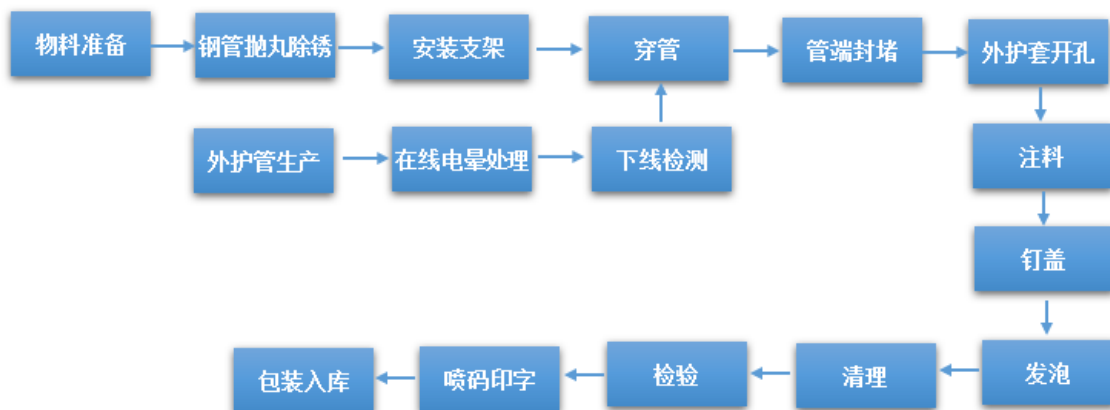 物料准备
钢管抛丸除锈
安装支架
穿管
管端封堵
外护套开孔
外护管生产
在线电晕处理
下线检测
注料
钉盖
发泡
清理
检验
喷码印字
包装入库